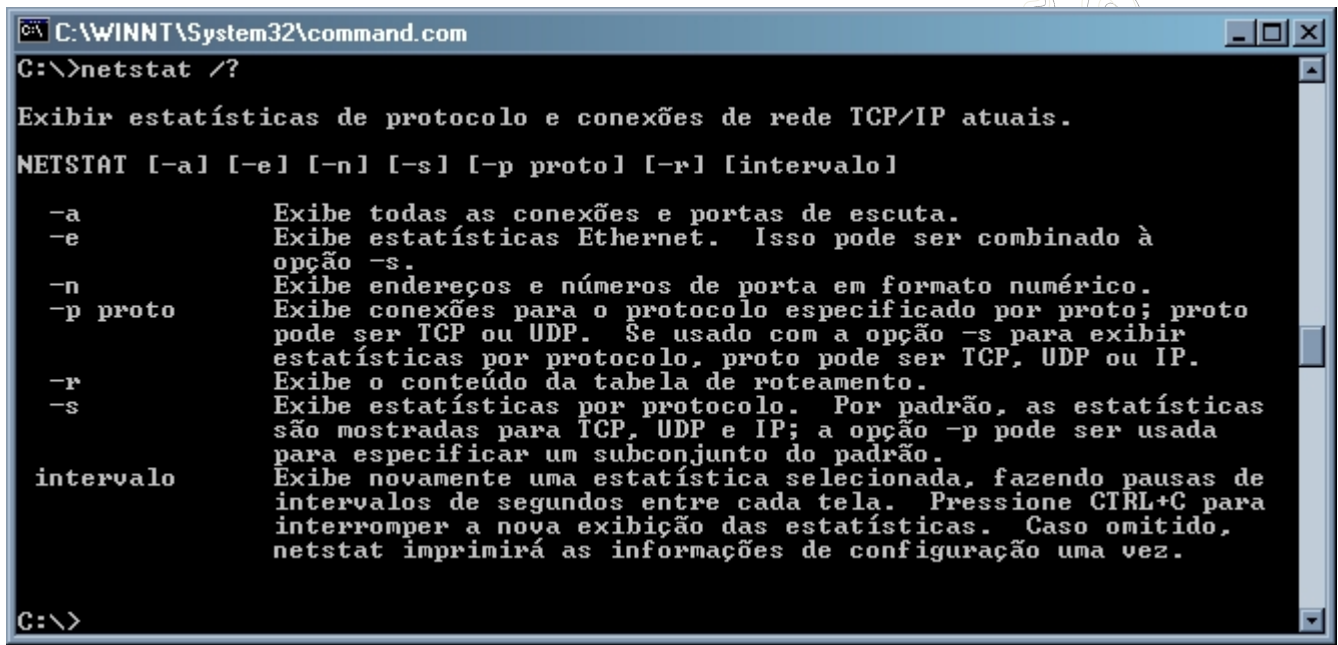 C:\WINNT\System32\command.com
C:\>netstat /?
Exibir estatísticas de protocolo e conexões de rede TCP/IP atuais.
NETSTAT [-a] [-e] [-n] [-s] [-p proto] [-r] [intervalo]
-a Exibe todas as conexões e portas de escuta.
-e Exibe estatísticas Ethernet. Isso pode ser combinado à
opção -s.
-n Exibe endereços e números de porta em formato numérico.
-p proto Exibe conexões para o protocolo especificado por proto; proto
pode ser TCP ou UDP. Se usado com a opção -s para exibir
estatísticas por protocolo, proto pode ser TCP, UDP ou IP.
-r Exibe o conteúdo da tabela de roteamento.
-s Exibe estatísticas por protocolo. Por padrão, as estatísticas
são mostradas para TCP, UDP e IP; a opção -p pode ser usada
para especificar um subconjunto do padrão.
intervalo Exibe novamente uma estatística selecionada, fazendo pausas de
intervalos de segundos entre cada tela. Pressione CTRL+C para
interromper a nova exibição das estatísticas. Caso omitido,
netstat imprimirá as informações de configuração uma vez.
C:\>